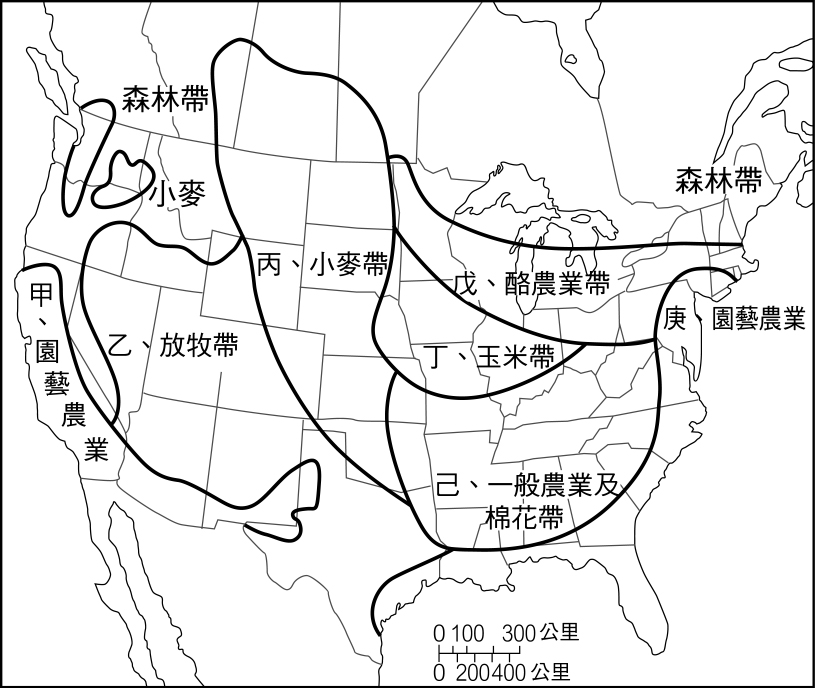 森林帶
森林帶
小麥
丙、小麥帶
戊、酪農業帶
甲、園藝農業
庚、園藝農業
乙、放牧帶
丁、玉米帶
己、一般農業及
棉花帶
0 100 300 公里
0 200 400 公里